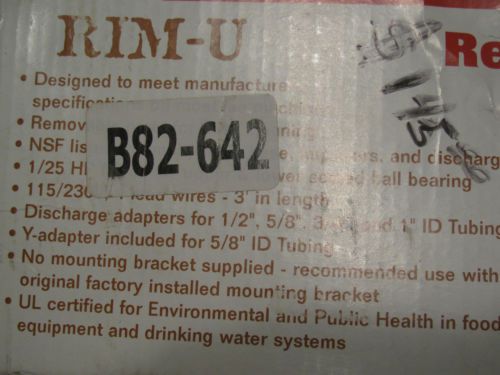 RIM-U
Re
• Designed to meet manufacture
specifications
• Remov
• NSF lis and discharg
B82-642
• 1/25 H ball bearing
• 115/230 lead wires - 3" in length
• Discharge adapters for 1/2", 5/8", 3/4" and 1" ID Tubing
• Y-adapter included for 5/8" ID Tubing
• No mounting bracket supplied - recommended use with
original factory installed mounting bracket
• UL certified for Environmental and Public Health in food
equipment and drinking water systems